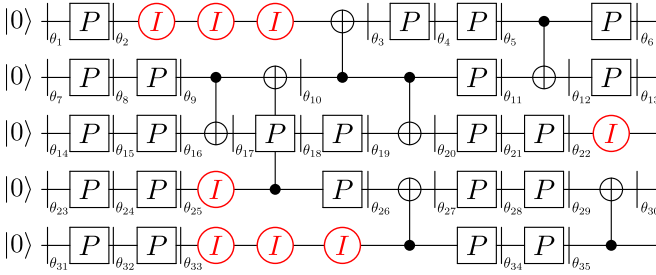 |0⟩ θ₁ P θ₂ I I I θ₃ P θ₄ P θ₅ P θ₆
|0⟩ θ₇ P θ₈ P θ₉ θ₁₀ P θ₁₁ θ₁₂ P θ₁₃
|0⟩ θ₁₄ P θ₁₅ P θ₁₆ θ₁₇ P θ₁₈ P θ₁₉ θ₂₀ P θ₂₁ P θ₂₂ I
|0⟩ θ₂₃ P θ₂₄ P θ₂₅ I P θ₂₆ θ₂₇ P θ₂₈ P θ₂₉ θ₃₀
|0⟩ θ₃₁ P θ₃₂ P θ₃₃ I I I P θ₃₄ P θ₃₅